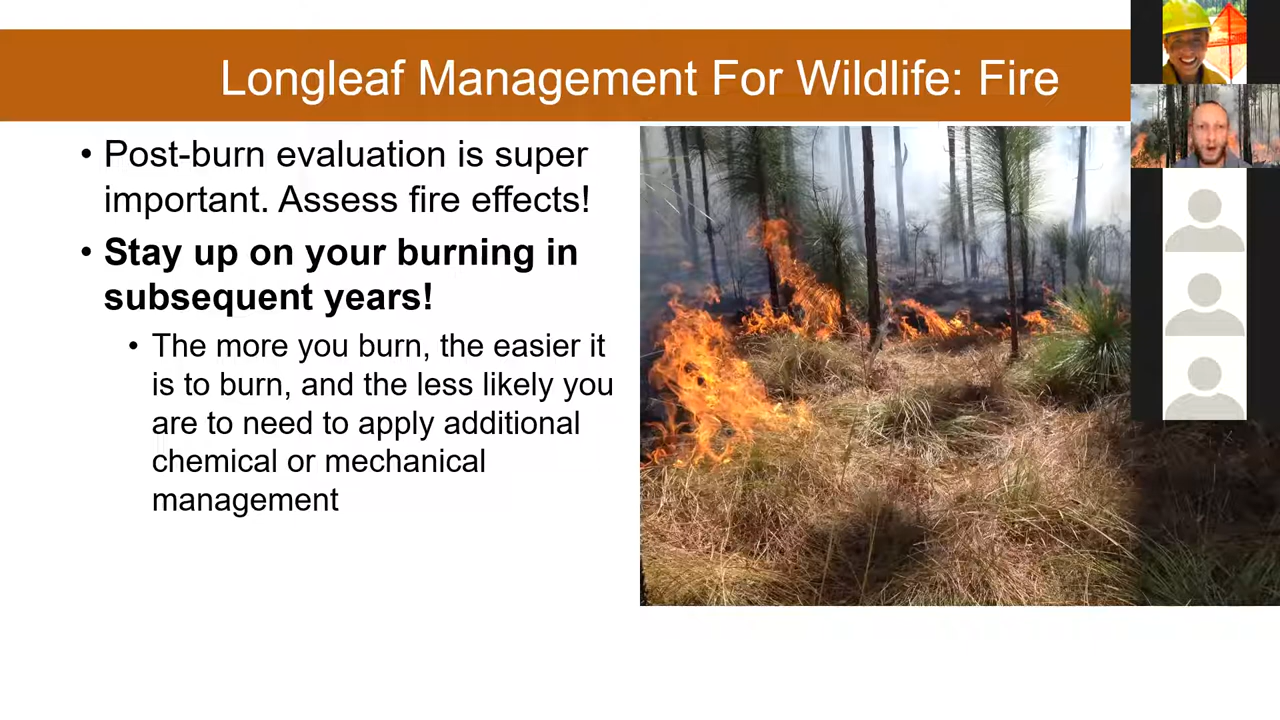 Longleaf Management For Wildlife: Fire
• Post-burn evaluation is super
important. Assess fire effects!
• Stay up on your burning in
subsequent years!
• The more you burn, the easier it
is to burn, and the less likely you
are to need to apply additional
chemical or mechanical
management